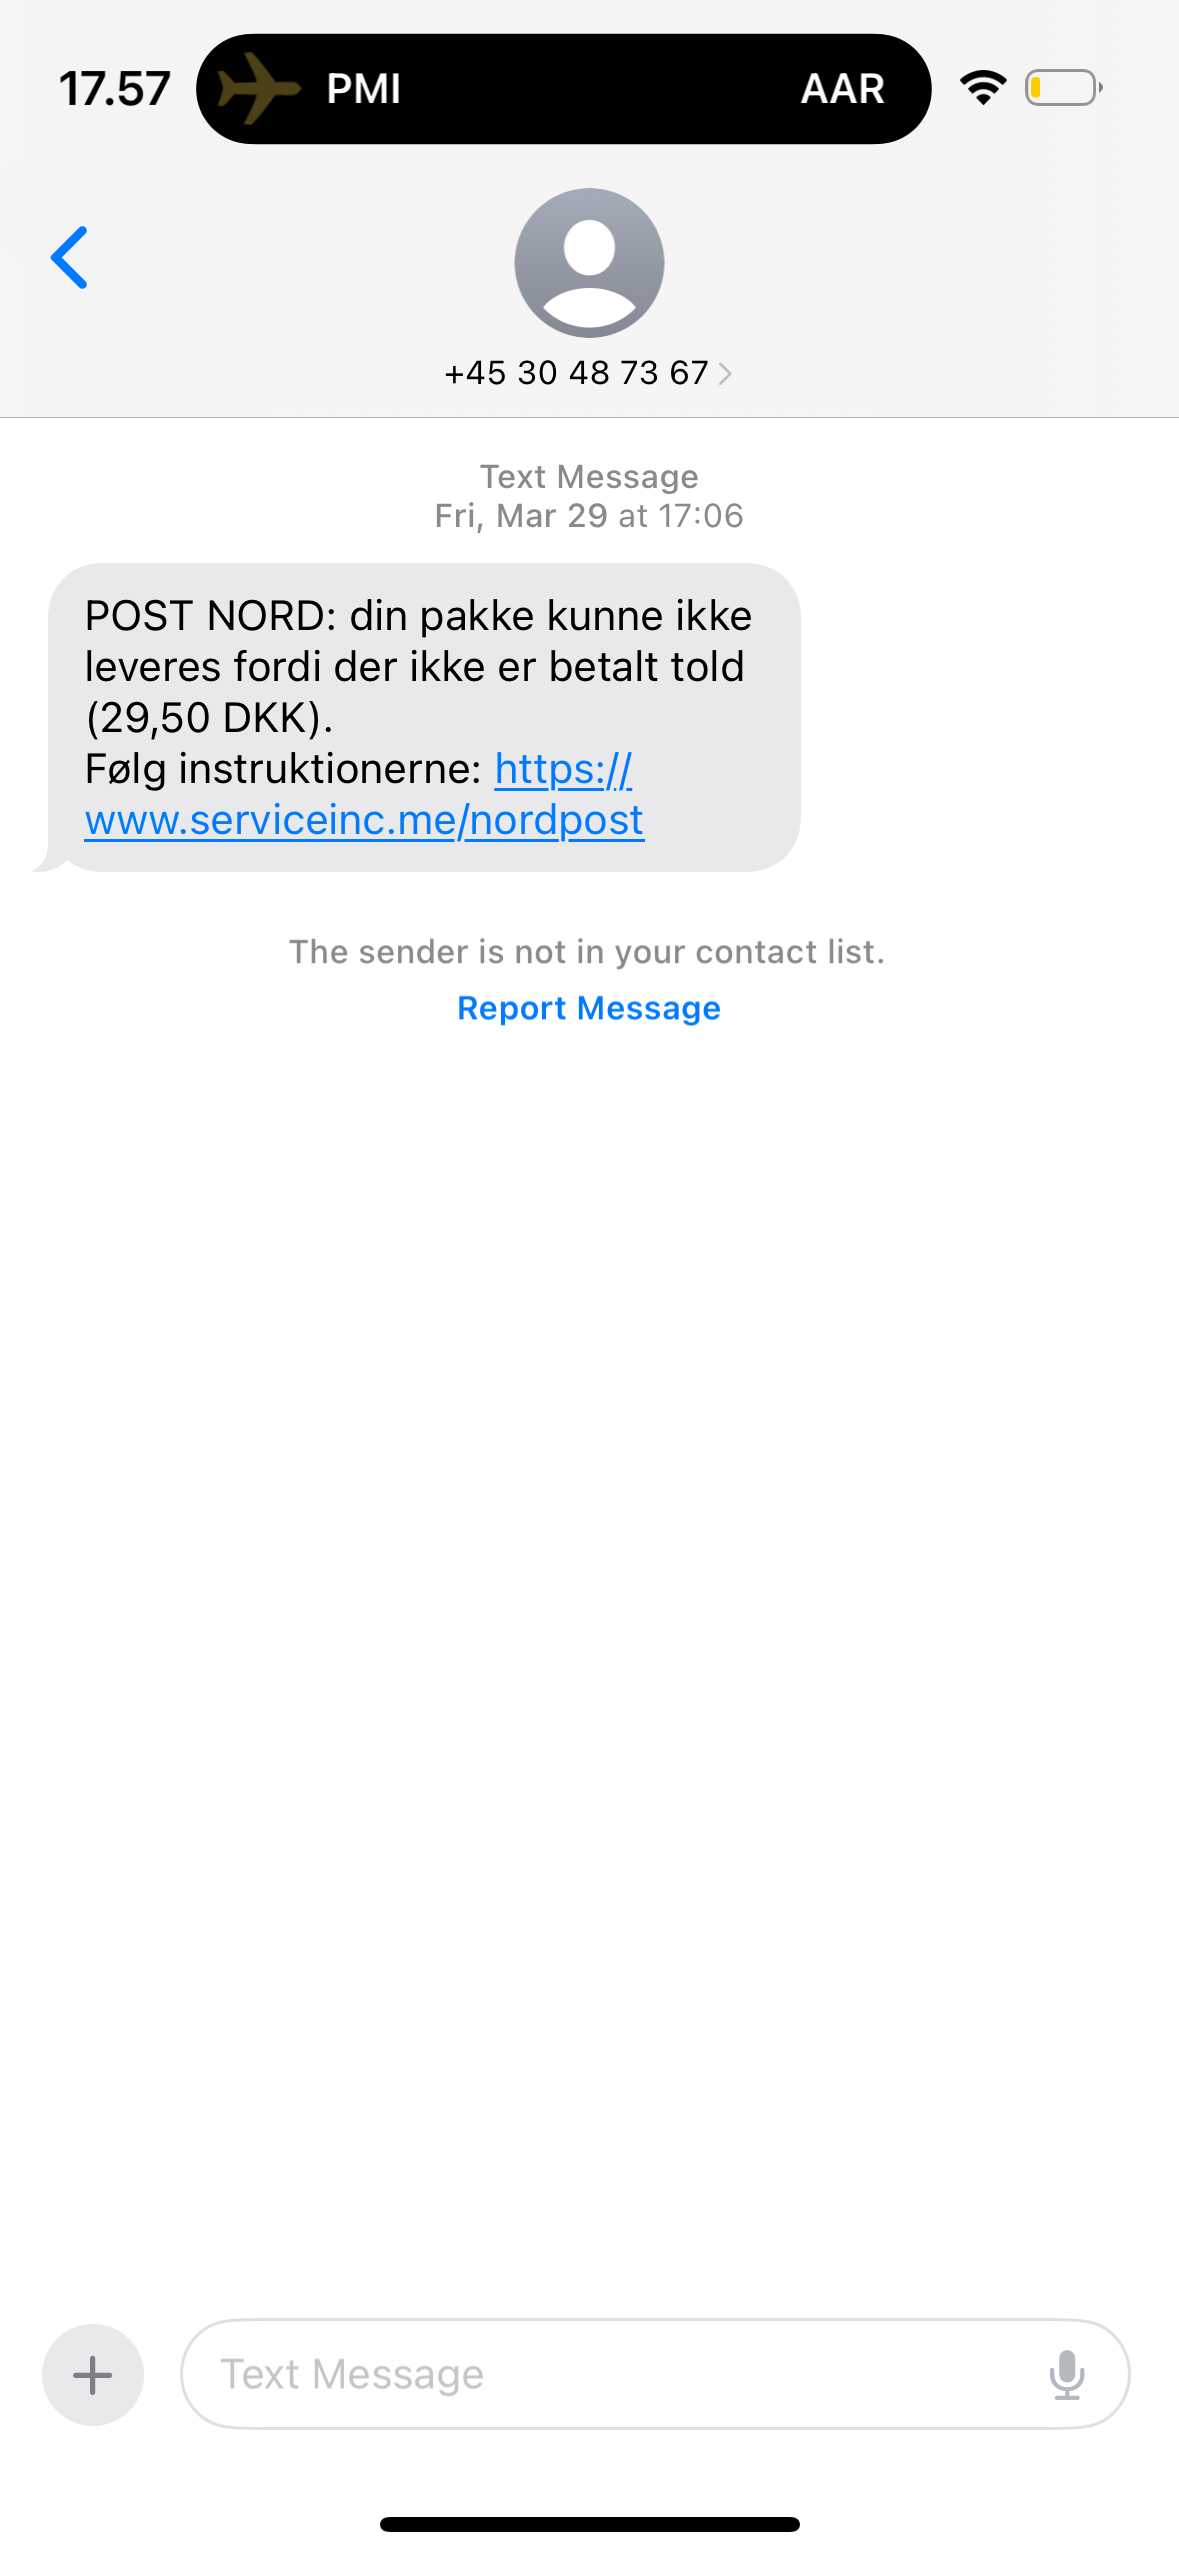 17.57
PMI
AAR
+45 30 48 73 67
Text Message
Fri, Mar 29 at 17:06
POST NORD: din pakke kunne ikke
leveres fordi der ikke er betalt told
(29,50 DKK).
Følg instruktionerne: https://
www.serviceinc.me/nordpost
The sender is not in your contact list.
Report Message
Text Message